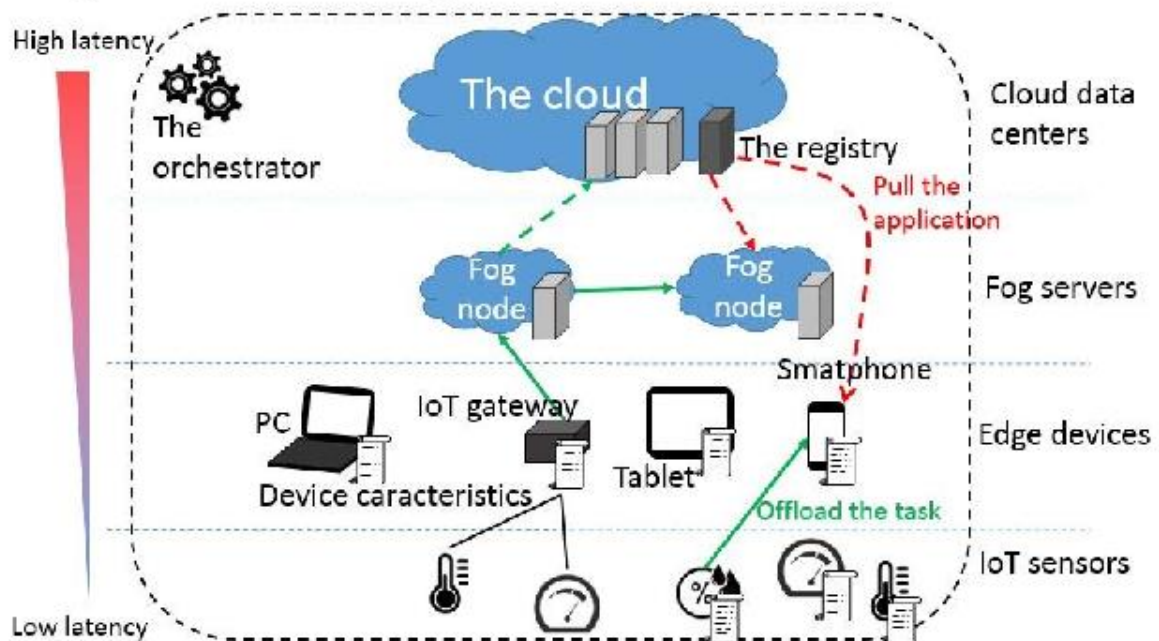 High latency
The cloud
The
orchestrator
The registry
Cloud data
centers
Pull the
application
Fog
node
Fog
node
Fog servers
Smatphone
IoT gateway
PC
Tablet
Edge devices
Device caracteristics
Offload the task
%
IoT sensors
Low latency